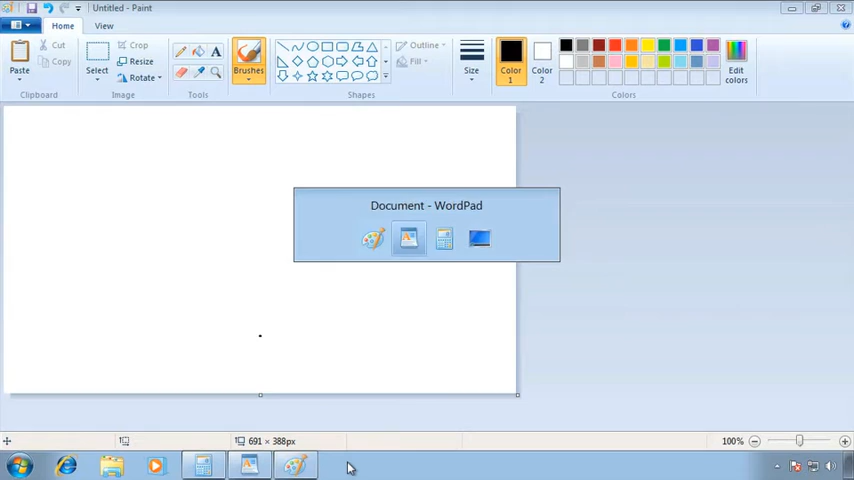 Untitled - Paint
Home View
Paste
Cut
Copy
Clipboard
Select
Crop
Resize
Rotate
Image
A
Tools
Brushes
Shapes
Outline
Fill
Size
Color 1
Color 2
Edit colors
Colors
Document - WordPad
691 × 388px
100%